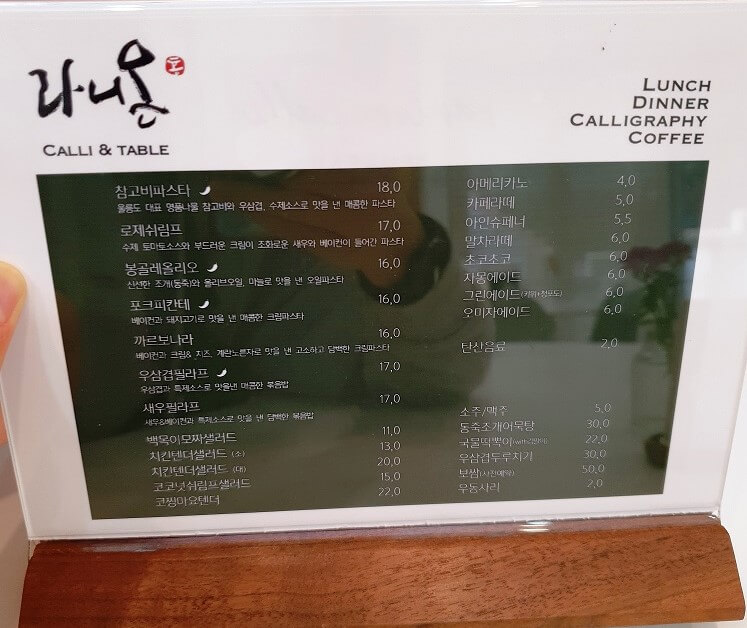 라니온
CALLI & TABLE
LUNCH
DINNER
CALLIGRAPHY
COFFEE
참고비파스타 18,0
울릉도 대표 명품나물 참고비와 우삼겹, 수제소스로 맛을 낸 매콤한 파스타
로제쉬림프 17,0
수제 토마토소스와 부드러운 크림이 조화로운 새우와 베이컨이 들어간 파스타
봉골레올리오 16,0
신선한 조개(동죽)와 올리브오일, 마늘로 맛을 낸 오일파스타
포크피칸테 16,0
베이컨과 돼지고기로 맛을 낸 매콤한 크림파스타
까르보나라 16,0
베이컨과 크림& 치즈, 계란노른자로 맛을 낸 고소하고 담백한 크림파스타
우삼겹필라프 17,0
우삼겹과 특제소스로 맛을낸 매콤한 볶음밥
새우필라프 17,0
새우&베이컨과 특제소스로 맛을 낸 담백한 볶음밥
백목이모짜샐러드 11,0
치킨텐더샐러드 (소) 13,0
치킨텐더샐러드 (대) 20,0
코코넛쉬림프샐러드 15,0
코찡마요텐더 22,0
아메리카노 4,0
카페라떼 5,0
아인슈페너 5,5
말차라떼 6,0
초코초코 6,0
자몽에이드 6,0
그린에이드(키위+청포도) 6,0
오미자에이드 6,0
탄산음료 2,0
소주/맥주 5,0
동죽조개어묵탕 30,0
국물떡볶이 22,0
우삼겹두루치기 30,0
보쌈(사전예약) 50,0
우동사리 2,0